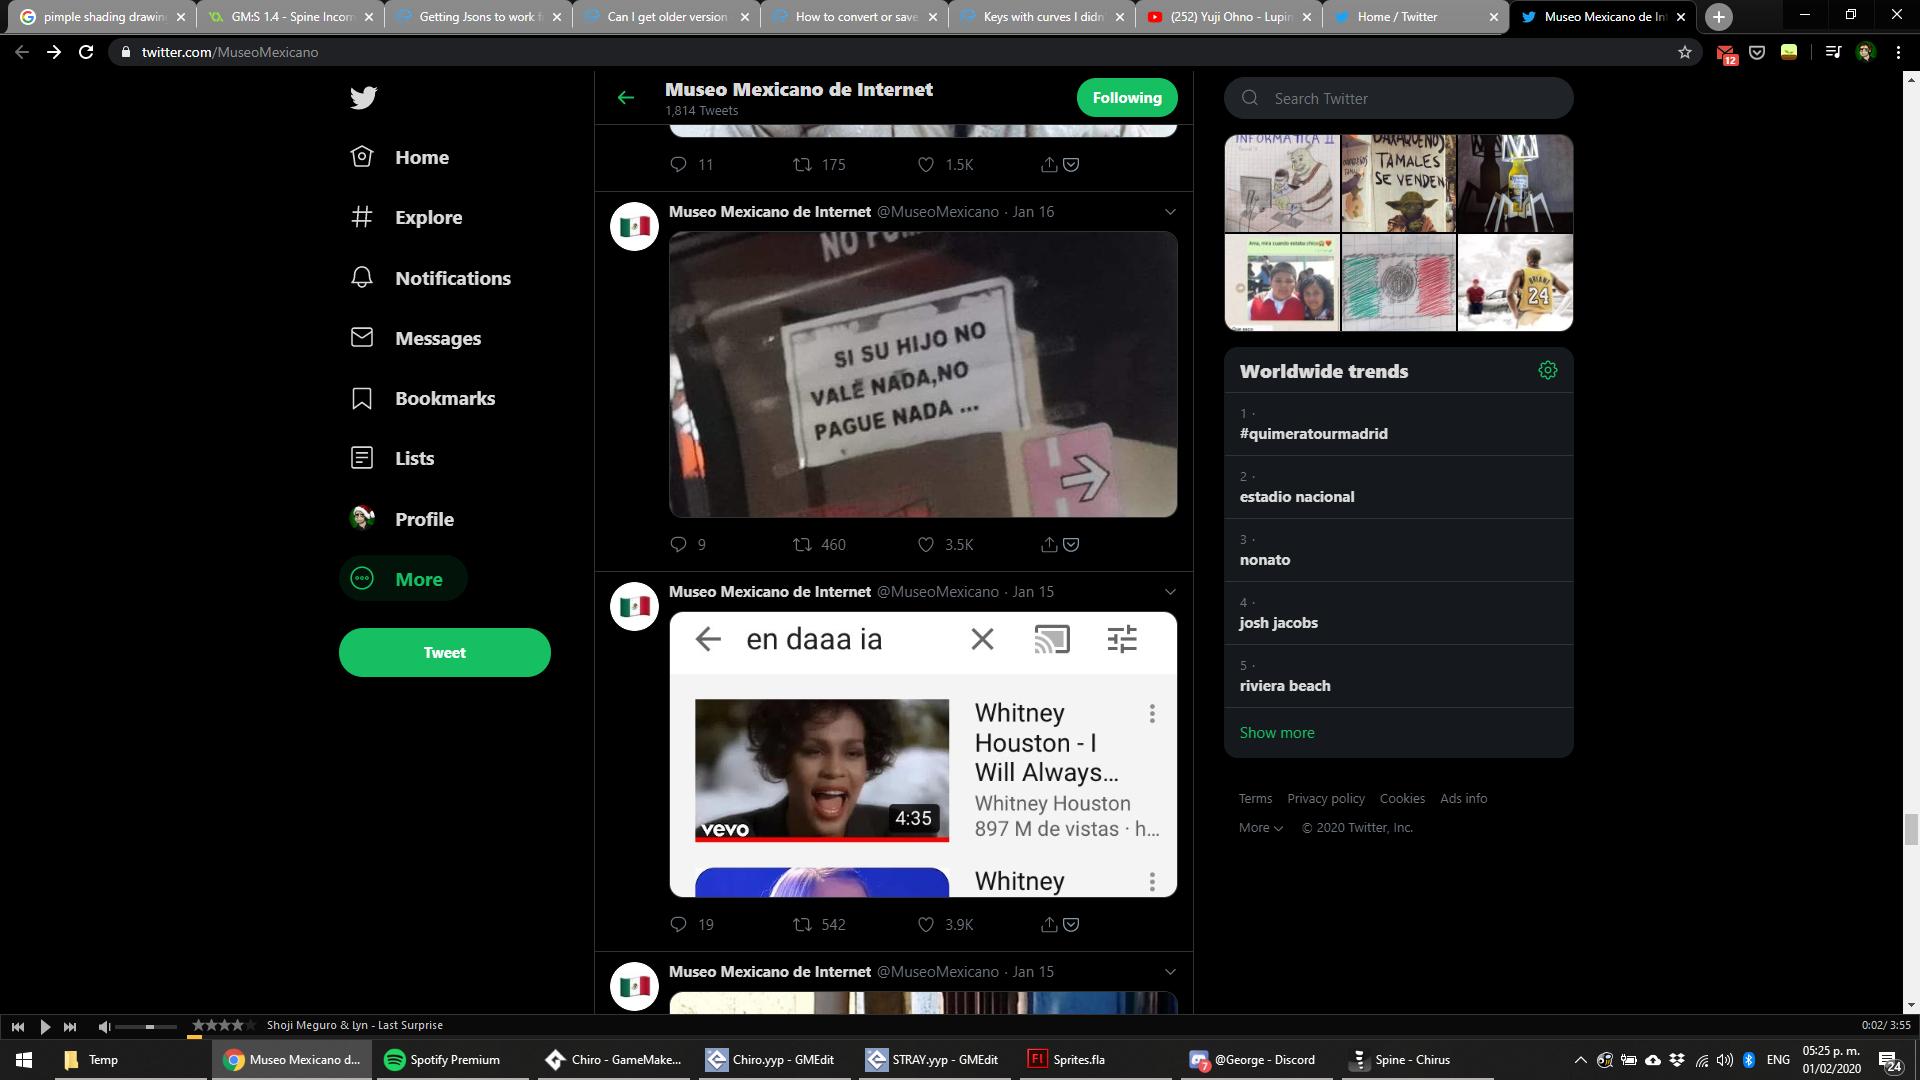 pimple shading drawin
GM:S 1.4 - Spine Incom
Getting Jsons to work f
Can I get older version
How to convert or save
Keys with curves I didn
(252) Yuji Ohno - Lupin
Home / Twitter
Museo Mexicano de In
twitter.com/MuseoMexicano
12
Home
Explore
Notifications
Messages
Bookmarks
Lists
Profile
More
Tweet
Museo Mexicano de Internet
1,814 Tweets
Following
11 175 1.5K
Museo Mexicano de Internet @MuseoMexicano · Jan 16
SI SU HIJO NO
VALE NADA,NO
PAGUE NADA ...
9 460 3.5K
Museo Mexicano de Internet @MuseoMexicano · Jan 15
en daaa ia
4:35
vevo
Whitney
Houston - I
Will Always...
Whitney Houston
897 M de vistas · h...
Whitney
19 542 3.9K
Museo Mexicano de Internet @MuseoMexicano · Jan 15
Search Twitter
INFORMATICA II
OAXAQUEÑOS
TAMALES
SE VENDEN
Ama, mira cuando estaba chico
BRYANT
24
Worldwide trends
1 ·
#quimeratourmadrid
2 ·
estadio nacional
3 ·
nonato
4 ·
josh jacobs
5 ·
riviera beach
Show more
Terms Privacy policy Cookies Ads info
More © 2020 Twitter, Inc.
Shoji Meguro & Lyn - Last Surprise
0:02/ 3:55
Temp
Museo Mexicano d...
Spotify Premium
Chiro - GameMake...
Chiro.yyp - GMEdit
STRAY.yyp - GMEdit
Fl
Sprites.fla
7
@George - Discord
Spine - Chirus
ENG
05:25 p. m.
01/02/2020
24